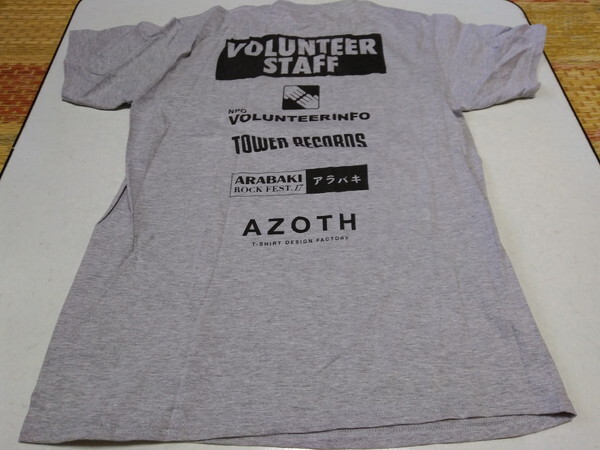 VOLUNTEER
STAFF
NPO
VOLUNTEERINFO
TOWER RECORDS
ARABAKI
ROCK FEST.17
アラバキ
AZOTH
T-SHIRT DESIGN FACTORY